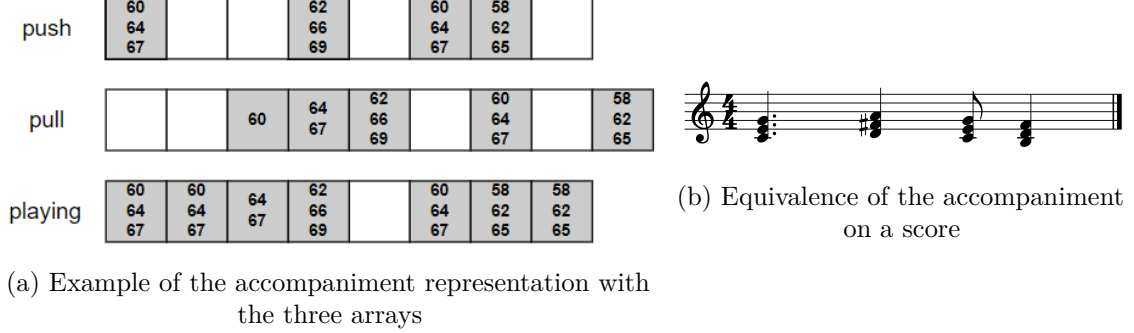 push
60 62 60 58
64 66 64 62
67 69 67 65
pull
60
64
67
62
66
69
60
64
67
58
62
65
playing
60 60 64 62 60 58 58
64 64 67 66 64 62 62
67 67 69 67 65 65
4
4
(a) Example of the accompaniment representation with
the three arrays
(b) Equivalence of the accompaniment
on a score